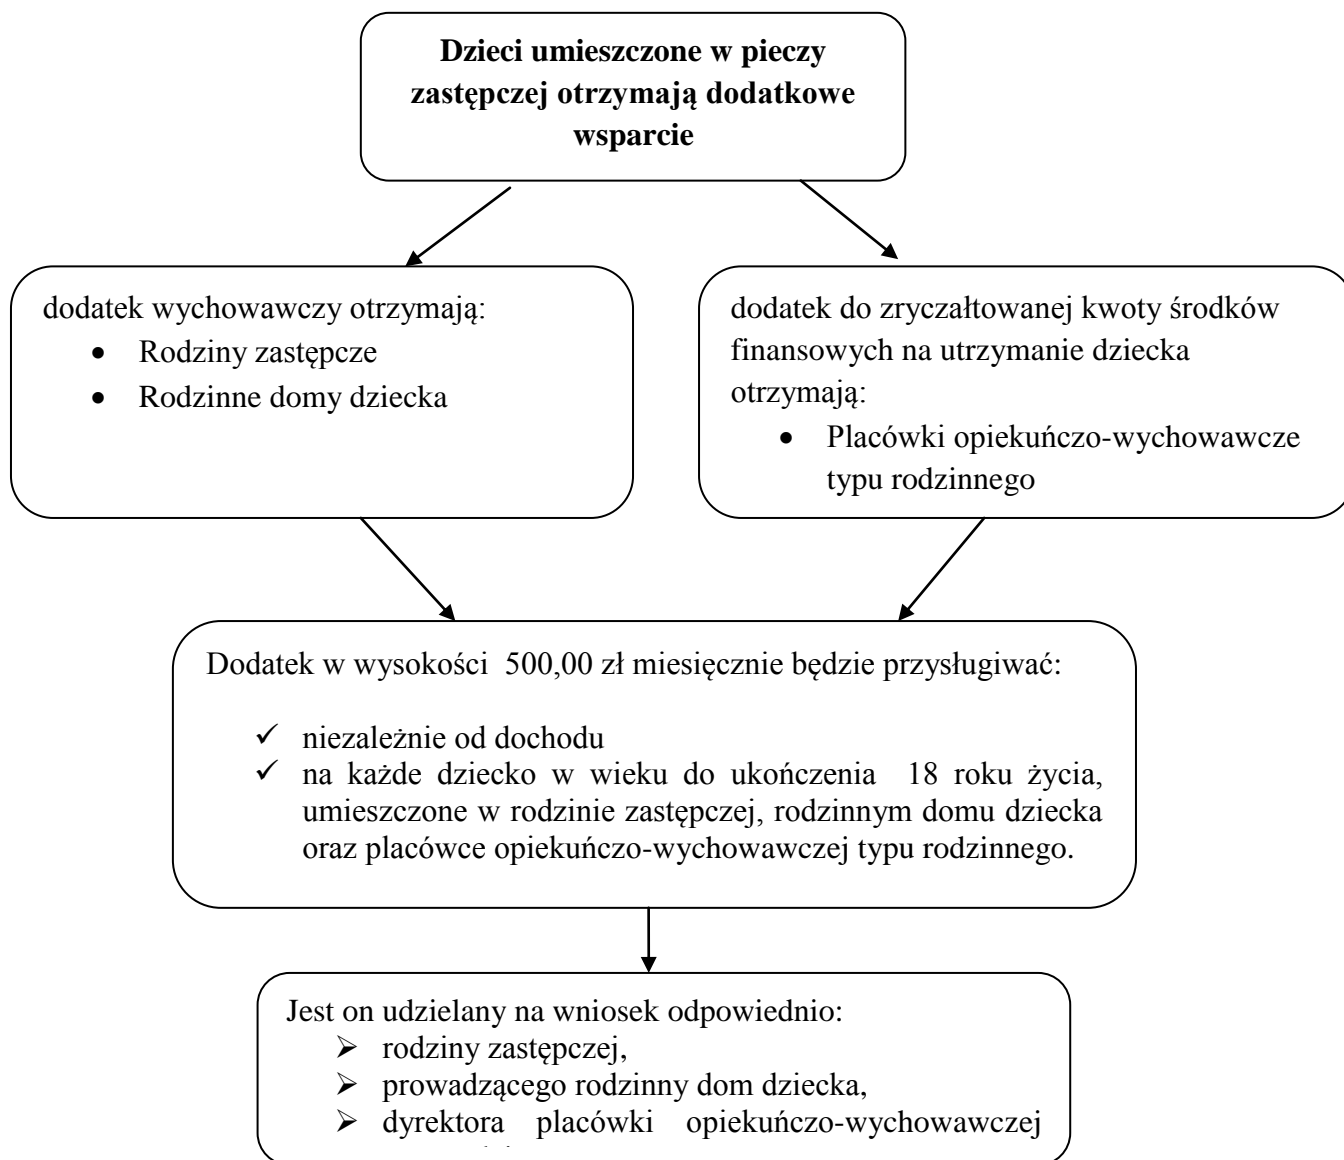 Dzieci umieszczone w pieczy
zastępczej otrzymają dodatkowe
wsparcie
dodatek wychowawczy otrzymają:
• Rodziny zastępcze
• Rodzinne domy dziecka
dodatek do zryczałtowanej kwoty środków
finansowych na utrzymanie dziecka
otrzymają:
• Placówki opiekuńczo-wychowawcze
typu rodzinnego
Dodatek w wysokości 500,00 zł miesięcznie będzie przysługiwać:
✓ niezależnie od dochodu
✓ na każde dziecko w wieku do ukończenia 18 roku życia,
umieszczone w rodzinie zastępczej, rodzinnym domu dziecka
oraz placówce opiekuńczo-wychowawczej typu rodzinnego.
Jest on udzielany na wniosek odpowiednio:
➢ rodziny zastępczej,
➢ prowadzącego rodzinny dom dziecka,
➢ dyrektora placówki opiekuńczo-wychowawczej